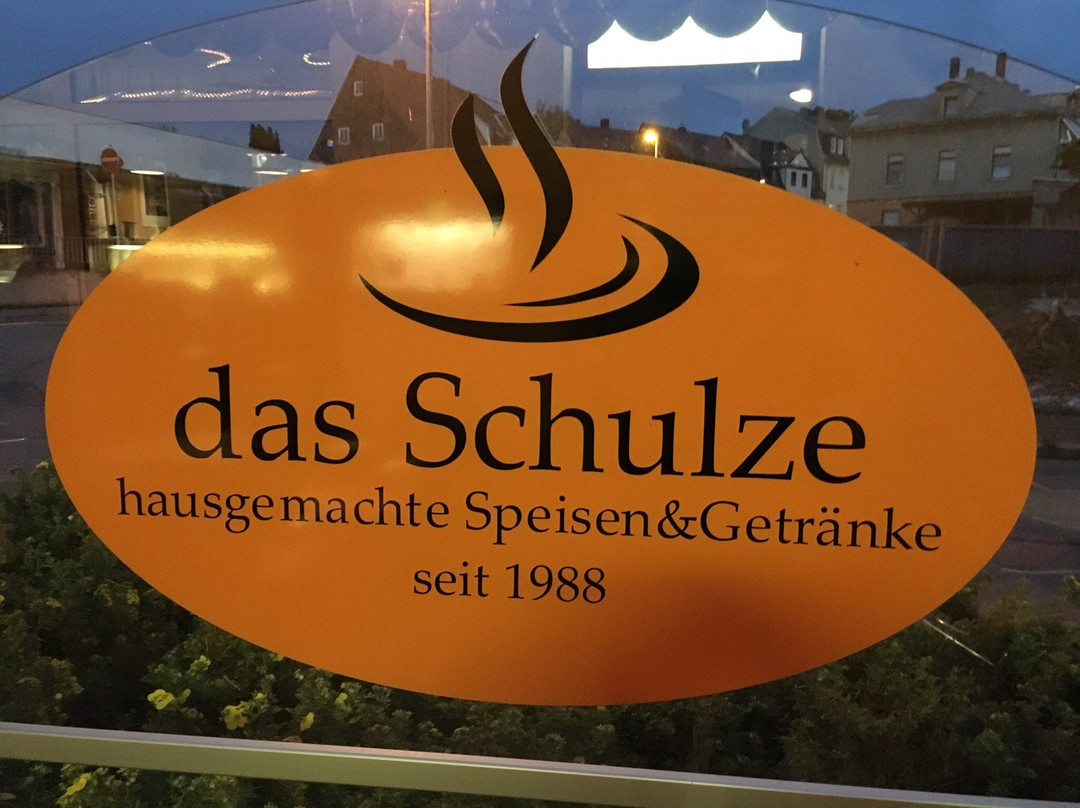 das Schulze
hausgemachte Speisen&Getränke
seit 1988